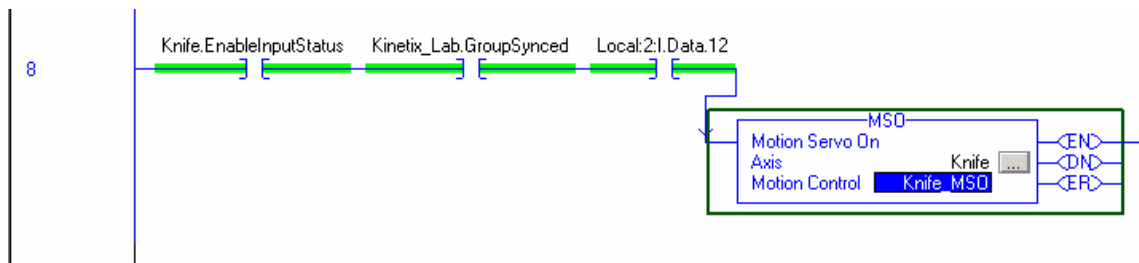 Knife.EnableInputStatus Kinetix_Lab.GroupSynced Local:2:I.Data.12
8
MSO
Motion Servo On EN
Axis Knife ... DN
Motion Control Knife_MSO ER